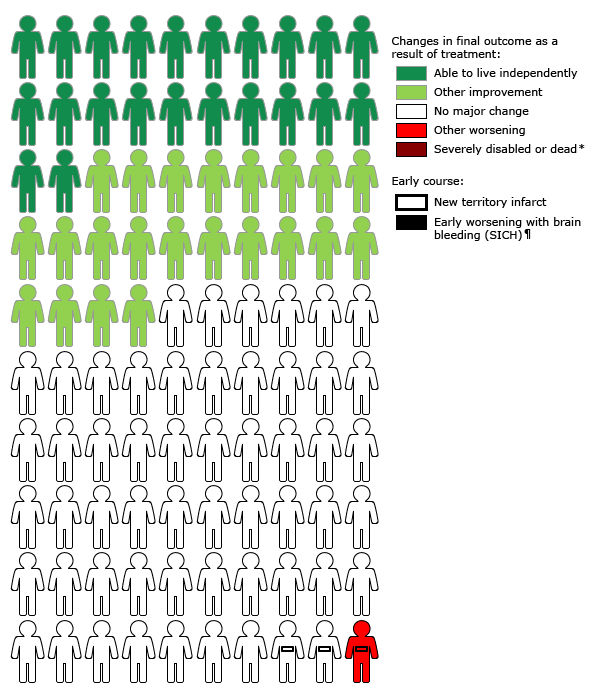 Changes in final outcome as a
result of treatment:
Able to live independently
Other improvement
No major change
Other worsening
Severely disabled or dead*
Early course:
New territory infarct
Early worsening with brain
bleeding (SICH)¶